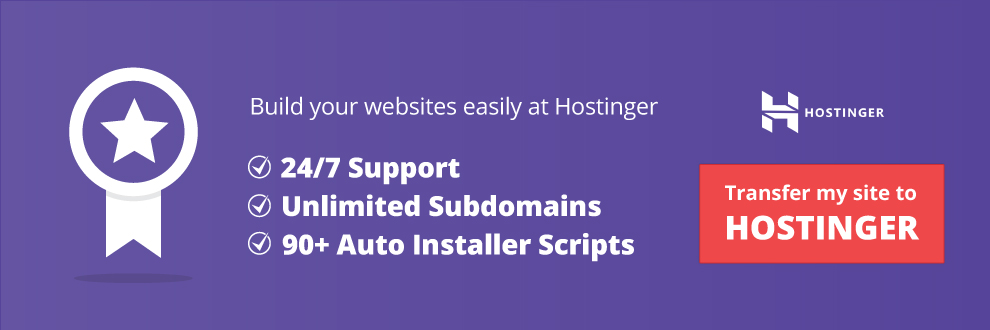 Build your websites easily at Hostinger
24/7 Support
Unlimited Subdomains
90+ Auto Installer Scripts
HOSTINGER
Transfer my site to
HOSTINGER